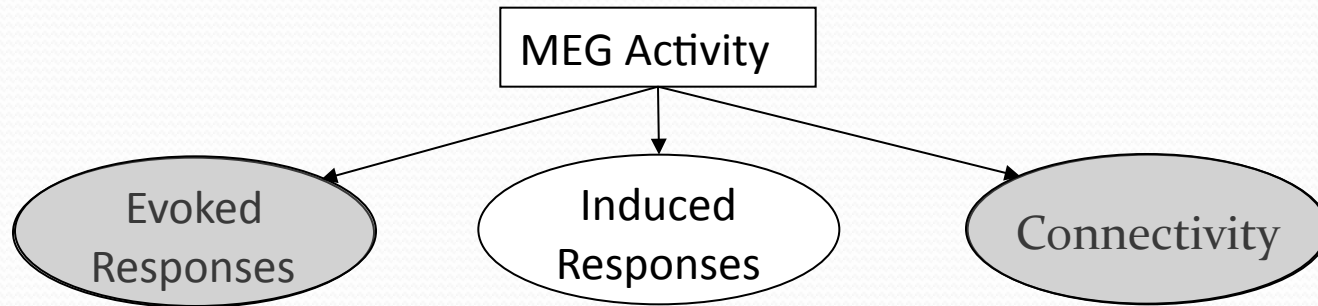 MEG Activity
Evoked
Responses
Induced
Responses
Connectivity